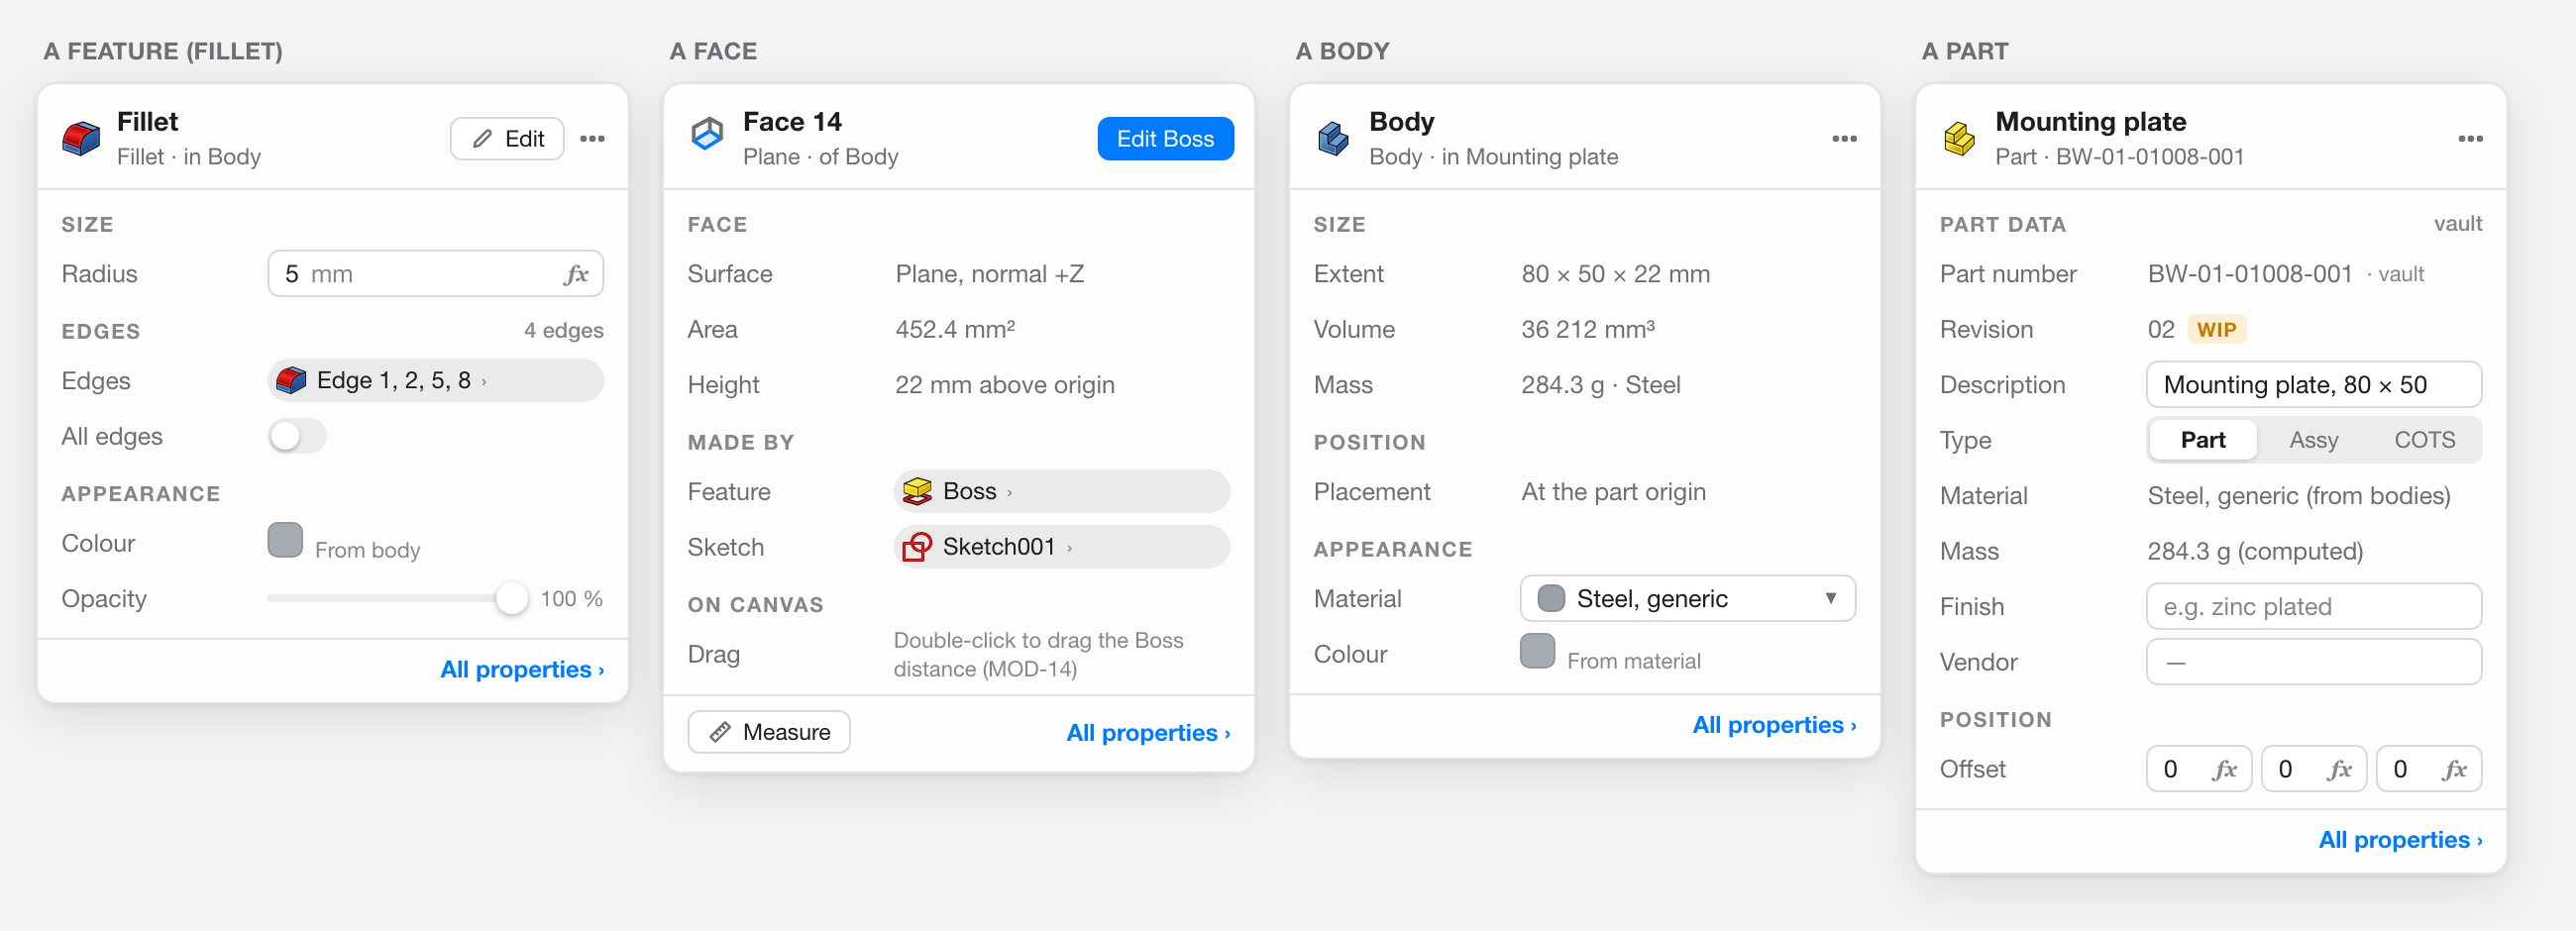 A FEATURE (FILLET)
Fillet
Fillet · in Body
Edit
SIZE
Radius
5 mm fx
EDGES
4 edges
Edges
Edge 1, 2, 5, 8 ›
All edges
APPEARANCE
Colour
From body
Opacity
100 %
All properties ›
A FACE
Face 14
Plane · of Body
Edit Boss
FACE
Surface
Plane, normal +Z
Area
452.4 mm²
Height
22 mm above origin
MADE BY
Feature
Boss ›
Sketch
Sketch001 ›
ON CANVAS
Drag
Double-click to drag the Boss
distance (MOD-14)
Measure
All properties ›
A BODY
Body
Body · in Mounting plate
SIZE
Extent
80 × 50 × 22 mm
Volume
36 212 mm³
Mass
284.3 g · Steel
POSITION
Placement
At the part origin
APPEARANCE
Material
Steel, generic
Colour
From material
All properties ›
A PART
Mounting plate
Part · BW-01-01008-001
PART DATA
vault
Part number
BW-01-01008-001 · vault
Revision
02 WIP
Description
Mounting plate, 80 × 50
Type
Part Assy COTS
Material
Steel, generic (from bodies)
Mass
284.3 g (computed)
Finish
e.g. zinc plated
Vendor
—
POSITION
Offset
0 fx 0 fx 0 fx
All properties ›